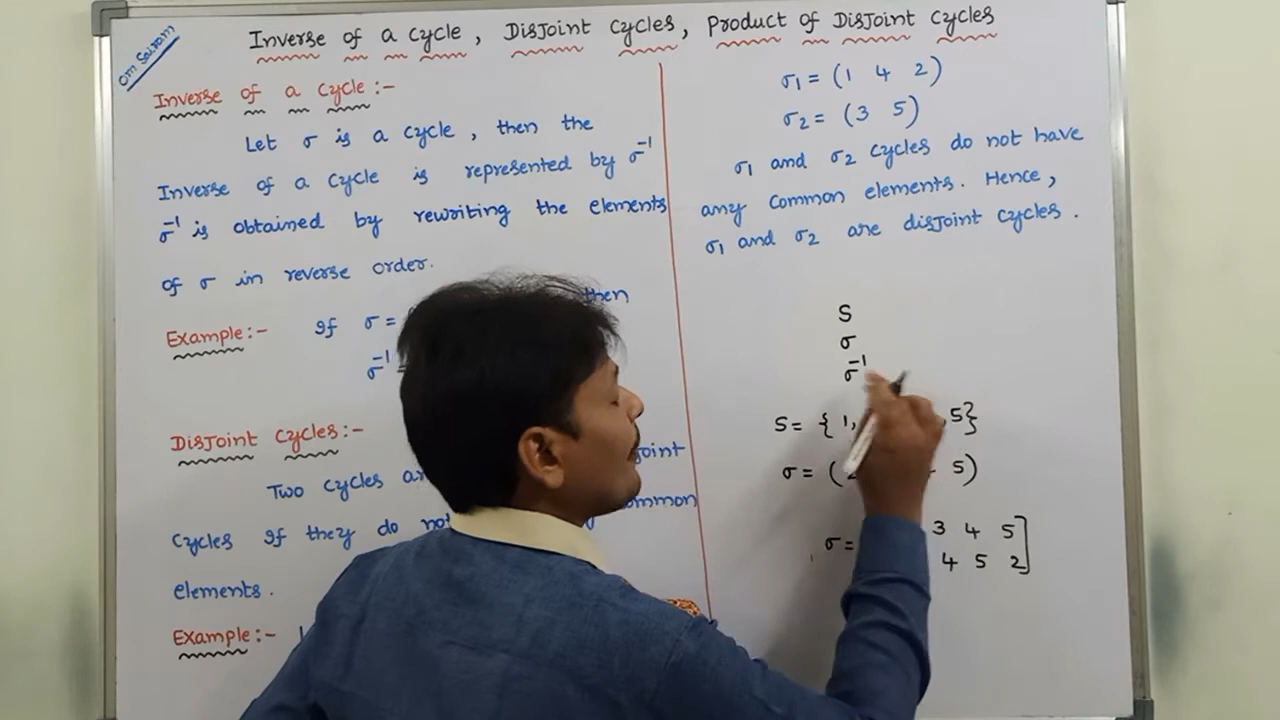 Om Sairam
Inverse of a cycle, Disjoint cycles, Product of Disjoint cycles
Inverse of a cycle:-
Let σ is a cycle, then the
Inverse of a cycle is represented by σ⁻¹
σ⁻¹ is obtained by rewriting the elements
of σ in reverse order.
Example:- If σ = then
σ⁻¹
Disjoint cycles:-
Two cycles are joint
cycles If they do not common
elements.
Example:-
σ1 = (1 4 2)
σ2 = (3 5)
σ1 and σ2 cycles do not have
any common elements. Hence,
σ1 and σ2 are disjoint cycles.
S
σ
σ⁻¹
S = {1, ,5}
σ = (2 5)
σ = 3 4 5]
4 5 2]